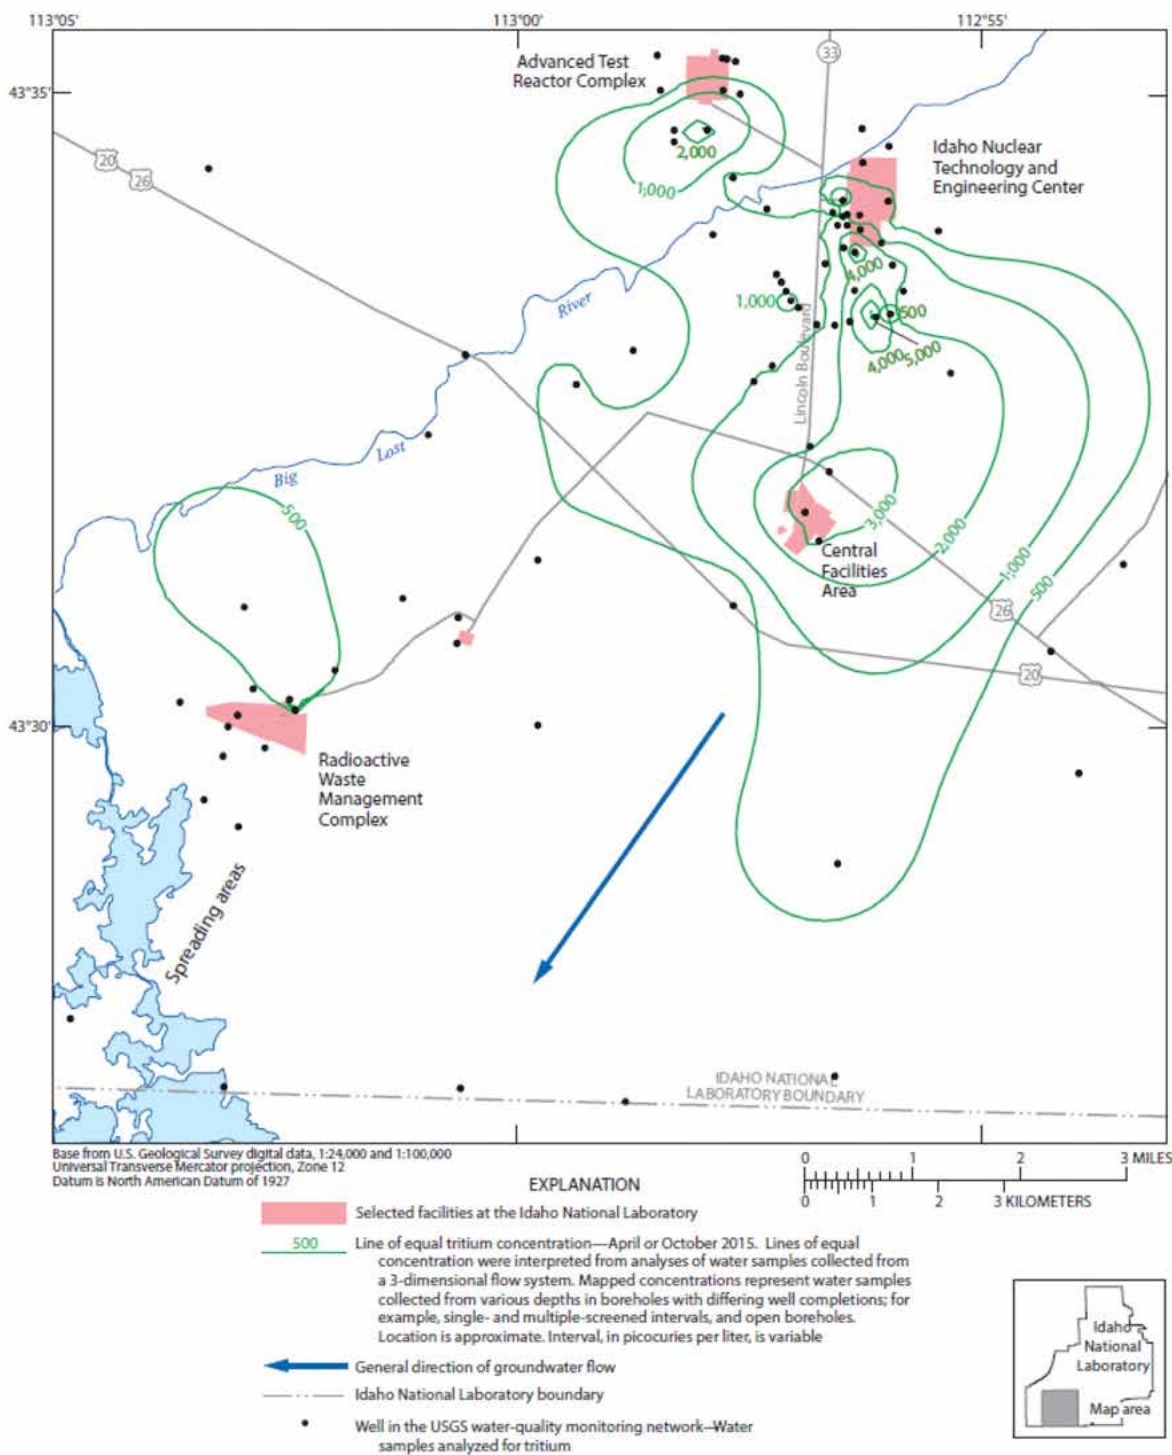 113°05'
113°00'
112°55'
43°35'
Advanced Test
Reactor Complex
33
20
26
2,000
1,000
Idaho Nuclear
Technology and
Engineering Center
4,000
1,000
500
4,000
5,000
River
Lincoln Boulevard
Lost
Big
500
3,000
2,000
1,000
500
Central
Facilities
Area
26
20
43°30'
Radioactive
Waste
Management
Complex
Spreading areas
IDAHO NATIONAL
LABORATORY BOUNDARY
Base from U.S. Geological Survey digital data, 1:24,000 and 1:100,000
Universal Transverse Mercator projection, Zone 12
Datum is North American Datum of 1927
0 1 2 3 MILES
0 1 2 3 KILOMETERS
EXPLANATION
Selected facilities at the Idaho National Laboratory
500 Line of equal tritium concentration—April or October 2015. Lines of equal
concentration were interpreted from analyses of water samples collected from
a 3-dimensional flow system. Mapped concentrations represent water samples
collected from various depths in boreholes with differing well completions; for
example, single- and multiple-screened intervals, and open boreholes.
Location is approximate. Interval, in picocuries per liter, is variable
General direction of groundwater flow
Idaho National Laboratory boundary
Well in the USGS water-quality monitoring network—Water
samples analyzed for tritium
Idaho
National
Laboratory
Map area